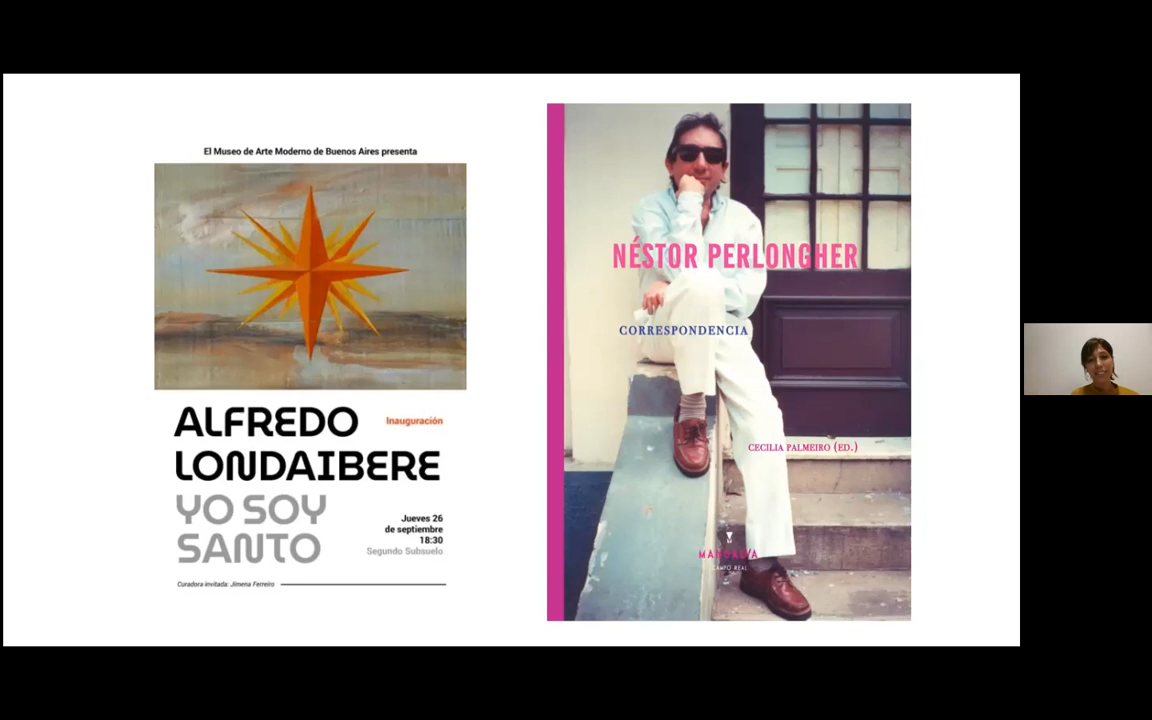 El Museo de Arte Moderno de Buenos Aires presenta
ALFREDO
LONDAIBERE
YO SOY
SANTO
Inauguración
Jueves 26
de septiembre
18:30
Segundo Subsuelo
Curadora invitada: Jimena Ferreiro
NÉSTOR PERLONGHER
CORRESPONDENCIA
CECILIA PALMEIRO (ED.)
MANSALVA
CAMPO REAL